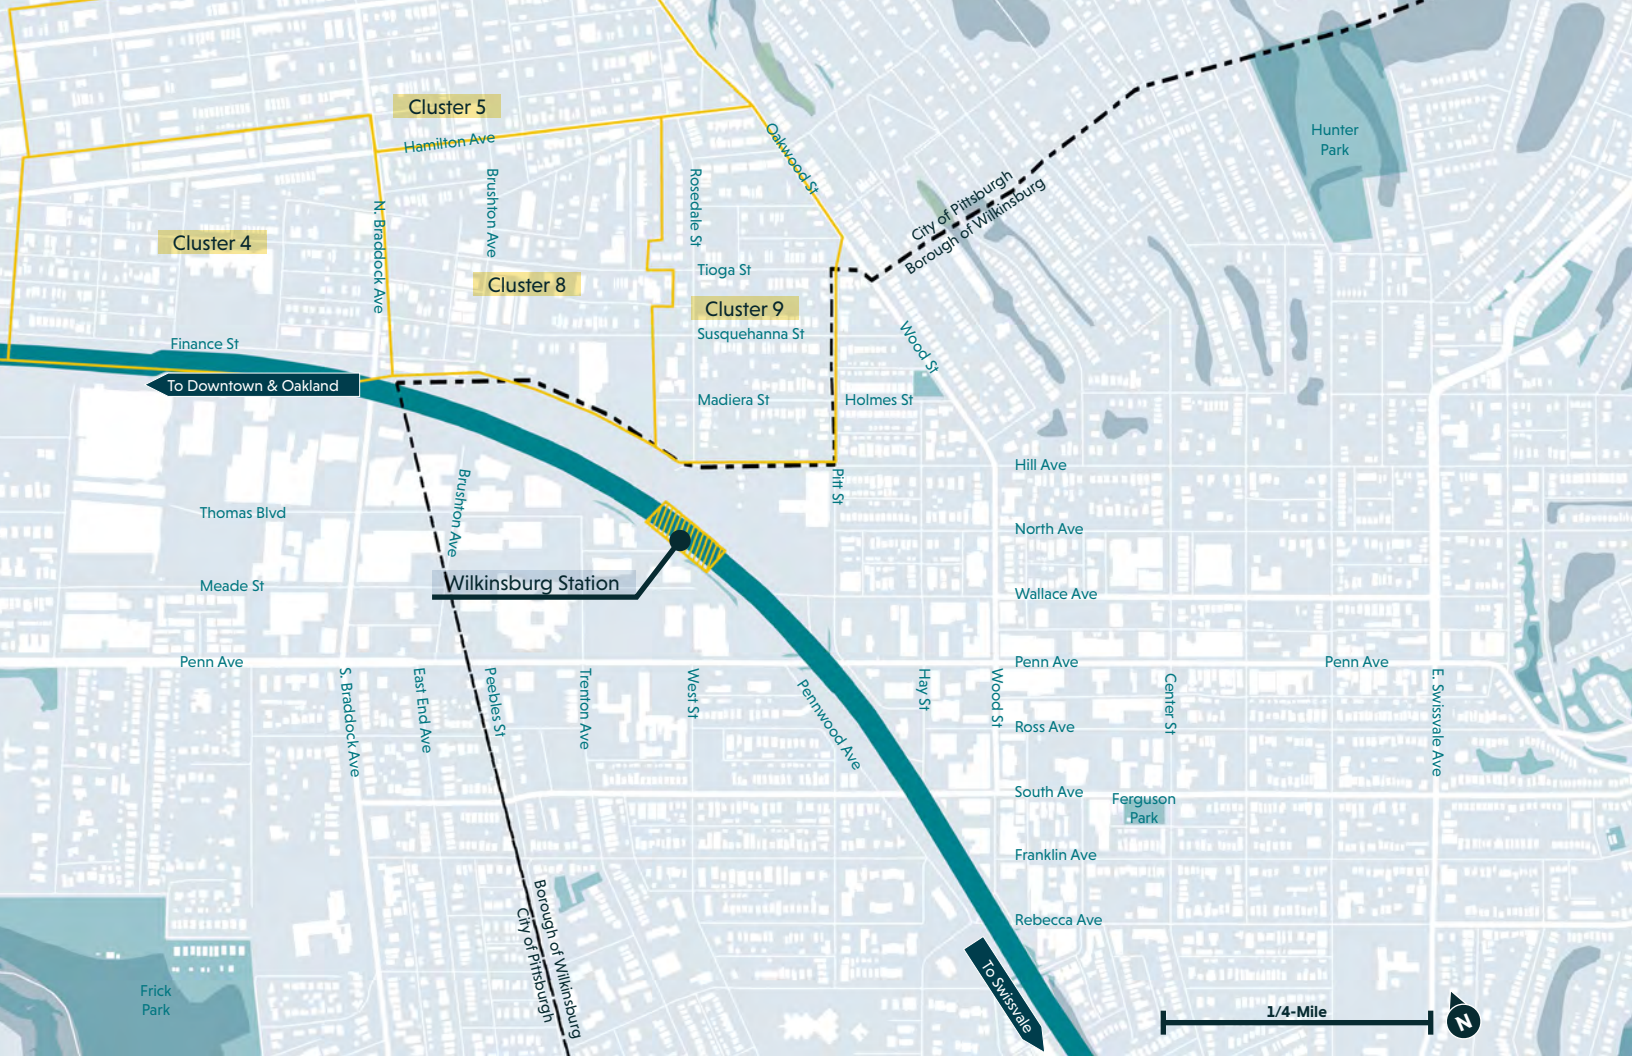 Cluster 5
Hamilton Ave
Oakwood St
Hunter
Park
City of Pittsburgh
Borough of Wilkinsburg
Brushton Ave
Rosedale St
N. Braddock Ave
Cluster 4
Tioga St
Cluster 8
Cluster 9
Susquehanna St
Wood St
Finance St
To Downtown & Oakland
Madiera St
Holmes St
Hill Ave
Pitt St
Brushton Ave
Thomas Blvd
North Ave
Meade St
Wilkinsburg Station
Wallace Ave
Penn Ave
Penn Ave
Penn Ave
S. Braddock Ave
East End Ave
Peebles St
Trenton Ave
West St
Pennwood Ave
Hay St
Wood St
Center St
E. Swissvale Ave
Ross Ave
South Ave
Ferguson
Park
Franklin Ave
Borough of Wilkinsburg
City of Pittsburgh
Rebecca Ave
To Swissvale
Frick
Park
1/4-Mile
N